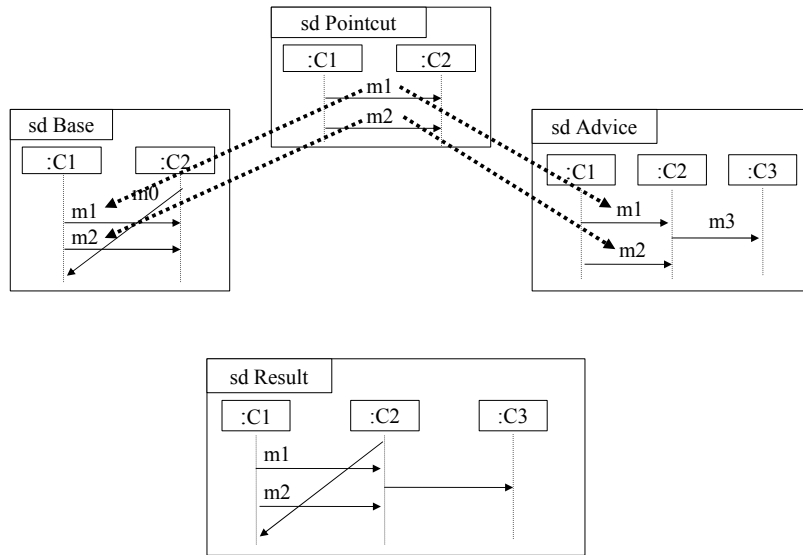 sd Pointcut
:C1 :C2
m1
m2
sd Base
:C1 :C2
m0
m1
m2
sd Advice
:C1 :C2 :C3
m1
m3
m2
sd Result
:C1 :C2 :C3
m1
m2